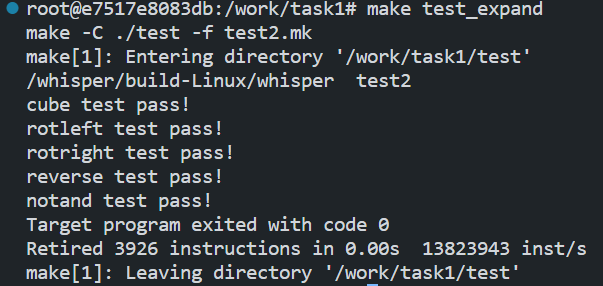 root@e7517e8083db:/work/task1# make test_expand
make -C ./test -f test2.mk
make[1]: Entering directory '/work/task1/test'
/whisper/build-Linux/whisper  test2
cube test pass!
rotleft test pass!
rotright test pass!
reverse test pass!
notand test pass!
Target program exited with code 0
Retired 3926 instructions in 0.00s  13823943 inst/s
make[1]: Leaving directory '/work/task1/test'